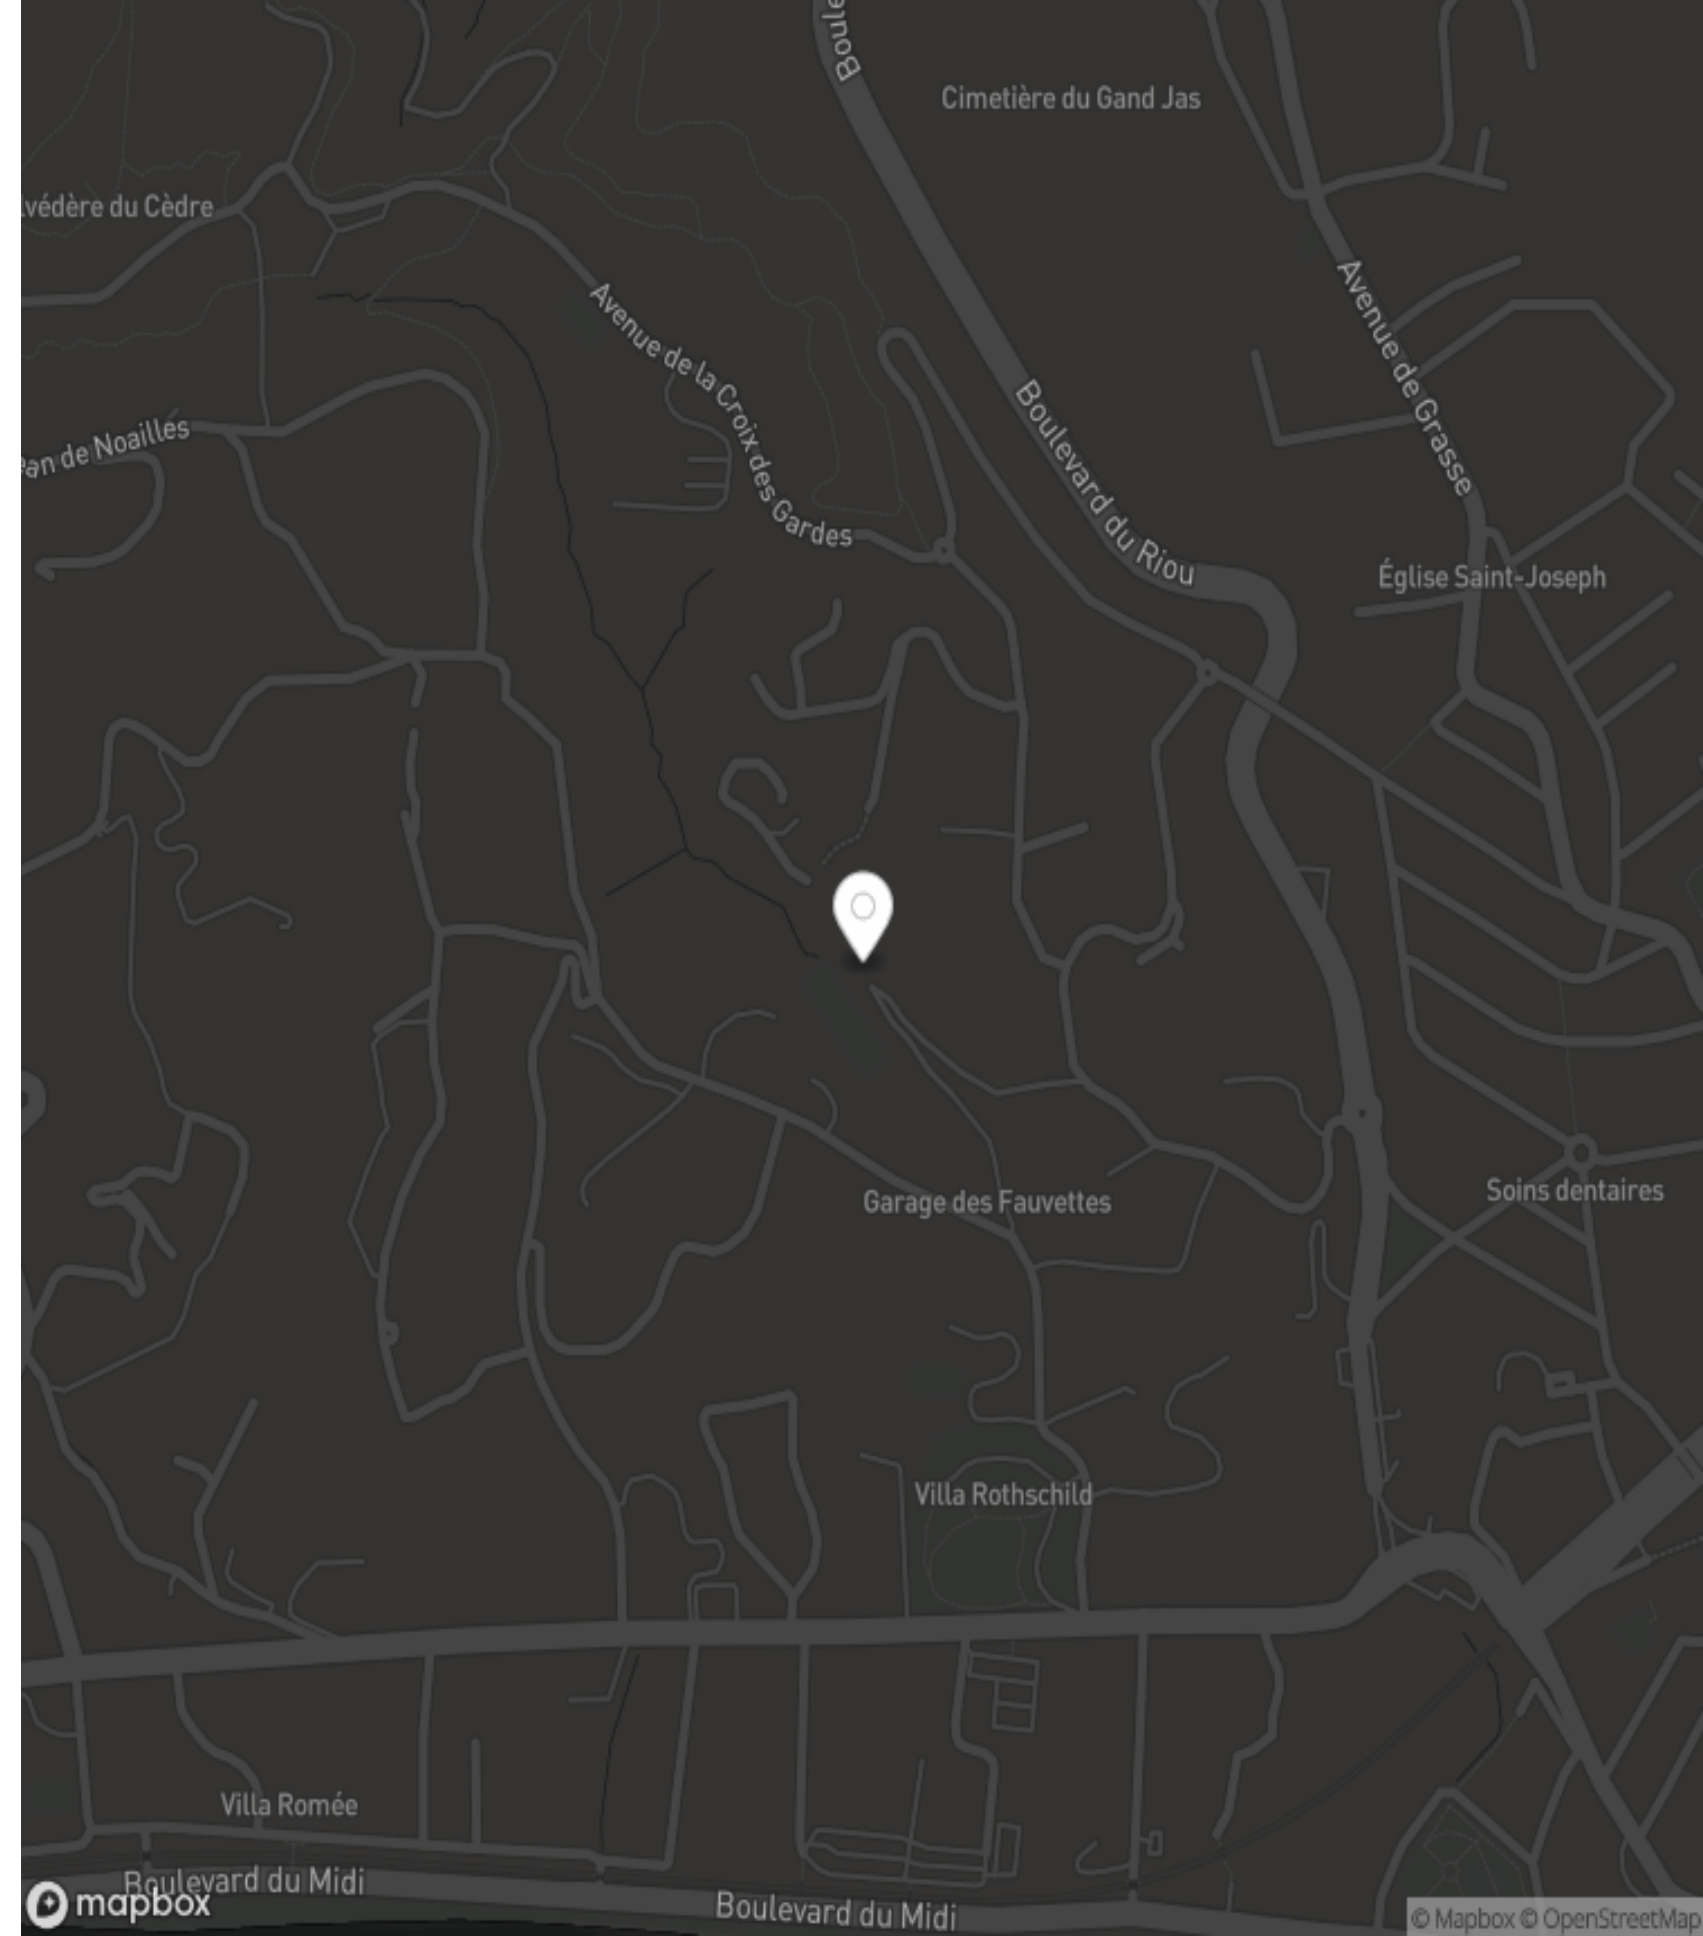 Boule
Cimetière du Gand Jas
lvédère du Cèdre
Avenue de Grasse
Avenue de la Croix des Gardes
Boulevard du Riou
an de Noailles
Église Saint-Joseph
Soins dentaires
Garage des Fauvettes
Villa Rothschild
Villa Romée
Boulevard du Midi
mapbox
Boulevard du Midi
© Mapbox © OpenStreetMap